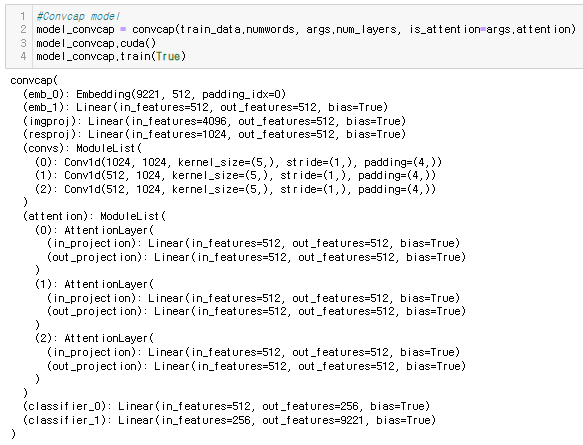 1 #Convcap model
2 model_convcap = convcap(train_data.numwords, args.num_layers, is_attention=args.attention)
3 model_convcap.cuda()
4 model_convcap.train(True)
convcap(
  (emb_0): Embedding(9221, 512, padding_idx=0)
  (emb_1): Linear(in_features=512, out_features=512, bias=True)
  (imgproj): Linear(in_features=4096, out_features=512, bias=True)
  (resproj): Linear(in_features=1024, out_features=512, bias=True)
  (convs): ModuleList(
    (0): Conv1d(1024, 1024, kernel_size=(5,), stride=(1,), padding=(4,))
    (1): Conv1d(512, 1024, kernel_size=(5,), stride=(1,), padding=(4,))
    (2): Conv1d(512, 1024, kernel_size=(5,), stride=(1,), padding=(4,))
  )
  (attention): ModuleList(
    (0): AttentionLayer(
      (in_projection): Linear(in_features=512, out_features=512, bias=True)
      (out_projection): Linear(in_features=512, out_features=512, bias=True)
    )
    (1): AttentionLayer(
      (in_projection): Linear(in_features=512, out_features=512, bias=True)
      (out_projection): Linear(in_features=512, out_features=512, bias=True)
    )
    (2): AttentionLayer(
      (in_projection): Linear(in_features=512, out_features=512, bias=True)
      (out_projection): Linear(in_features=512, out_features=512, bias=True)
    )
  )
  (classifier_0): Linear(in_features=512, out_features=256, bias=True)
  (classifier_1): Linear(in_features=256, out_features=9221, bias=True)
)